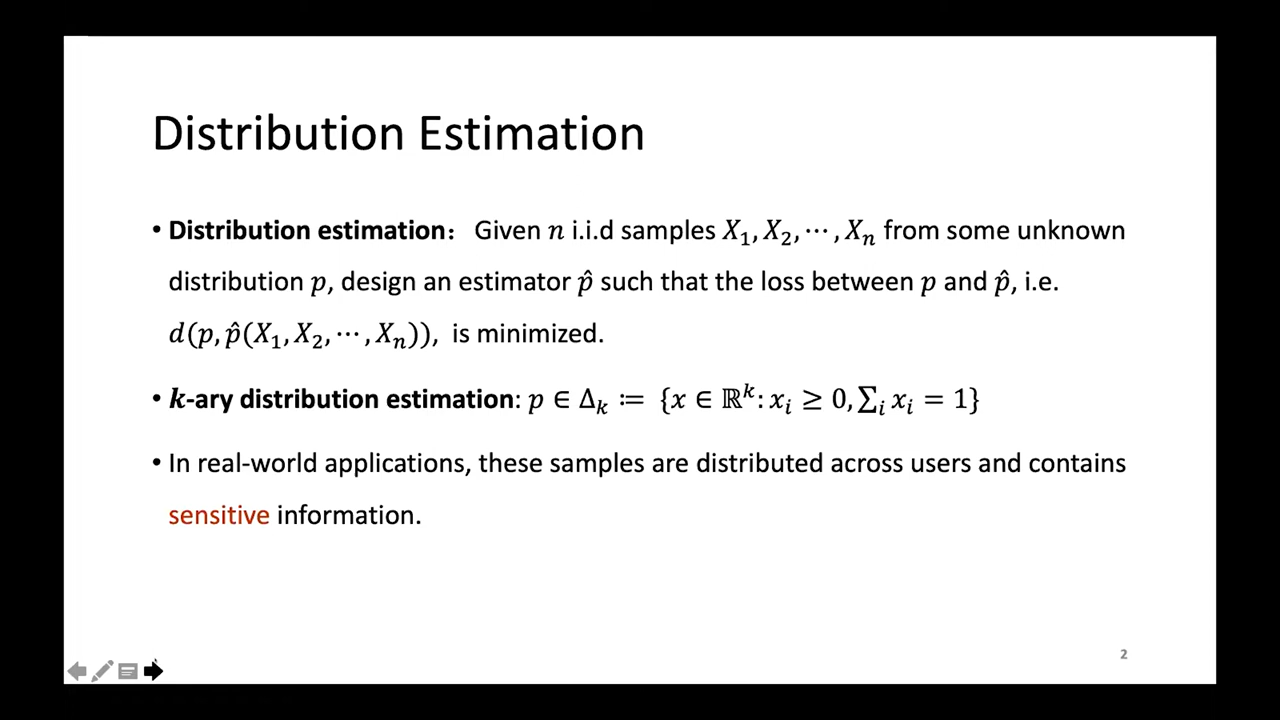 Distribution Estimation
• Distribution estimation： Given n i.i.d samples X₁, X₂, ⋯, Xₙ from some unknown
distribution p, design an estimator p̂ such that the loss between p and p̂, i.e.
d(p, p̂(X₁, X₂, ⋯, Xₙ)), is minimized.
• k-ary distribution estimation: p ∈ Δₖ ≔ {x ∈ ℝᵏ: xᵢ ≥ 0, ∑ᵢ xᵢ = 1}
• In real-world applications, these samples are distributed across users and contains
sensitive information.
2